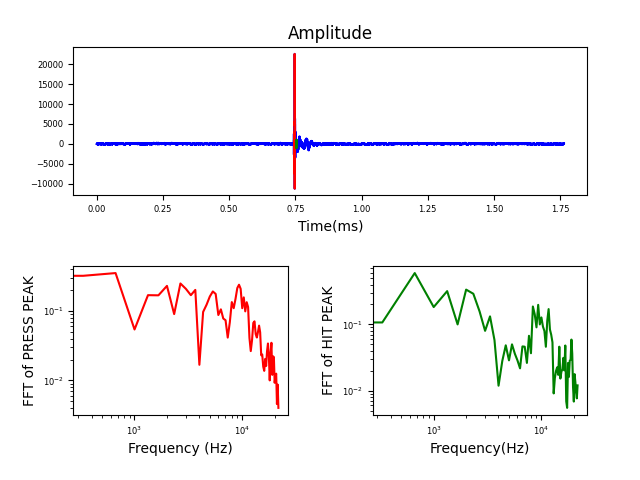 Amplitude
20000
15000
10000
5000
0
−5000
−10000
0.00 0.25 0.50 0.75 1.00 1.25 1.50 1.75
Time(ms)
FFT of PRESS PEAK
10⁻¹
10⁻²
10³ 10⁴
Frequency (Hz)
FFT of HIT PEAK
10⁻¹
10⁻²
10³ 10⁴
Frequency(Hz)